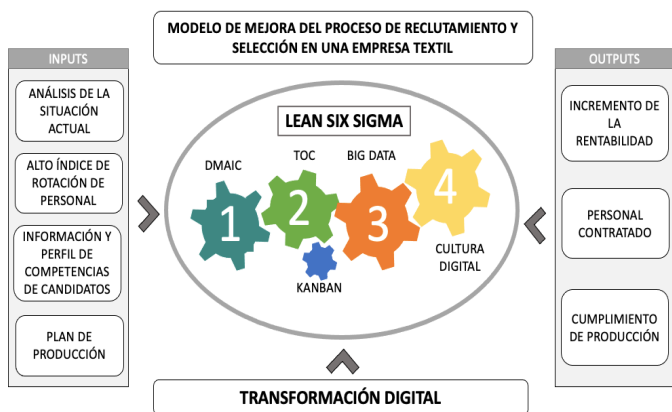 MODELO DE MEJORA DEL PROCESO DE RECLUTAMIENTO Y
SELECCIÓN EN UNA EMPRESA TEXTIL
INPUTS
ANÁLISIS DE LA
SITUACIÓN
ACTUAL
ALTO ÍNDICE DE
ROTACIÓN DE
PERSONAL
INFORMACIÓN Y
PERFIL DE
COMPETENCIAS
DE CANDIDATOS
PLAN DE
PRODUCCIÓN
LEAN SIX SIGMA
DMAIC
TOC
BIG DATA
1
2
3
4
KANBAN
CULTURA
DIGITAL
OUTPUTS
INCREMENTO DE
LA
RENTABILIDAD
PERSONAL
CONTRATADO
CUMPLIMIENTO
DE PRODUCCIÓN
TRANSFORMACIÓN DIGITAL